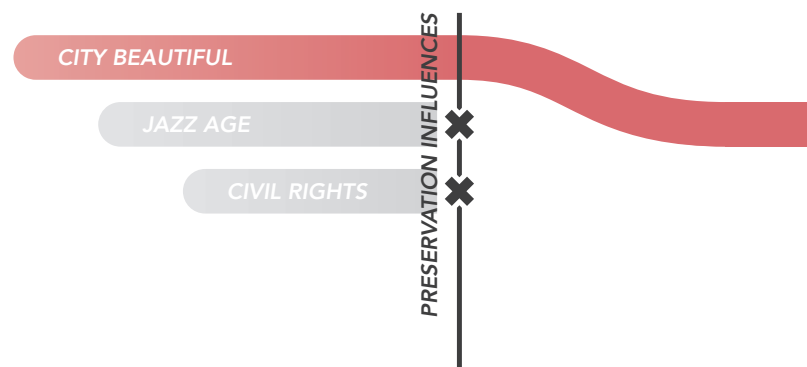 CITY BEAUTIFUL
JAZZ AGE
CIVIL RIGHTS
PRESERVATION INFLUENCES